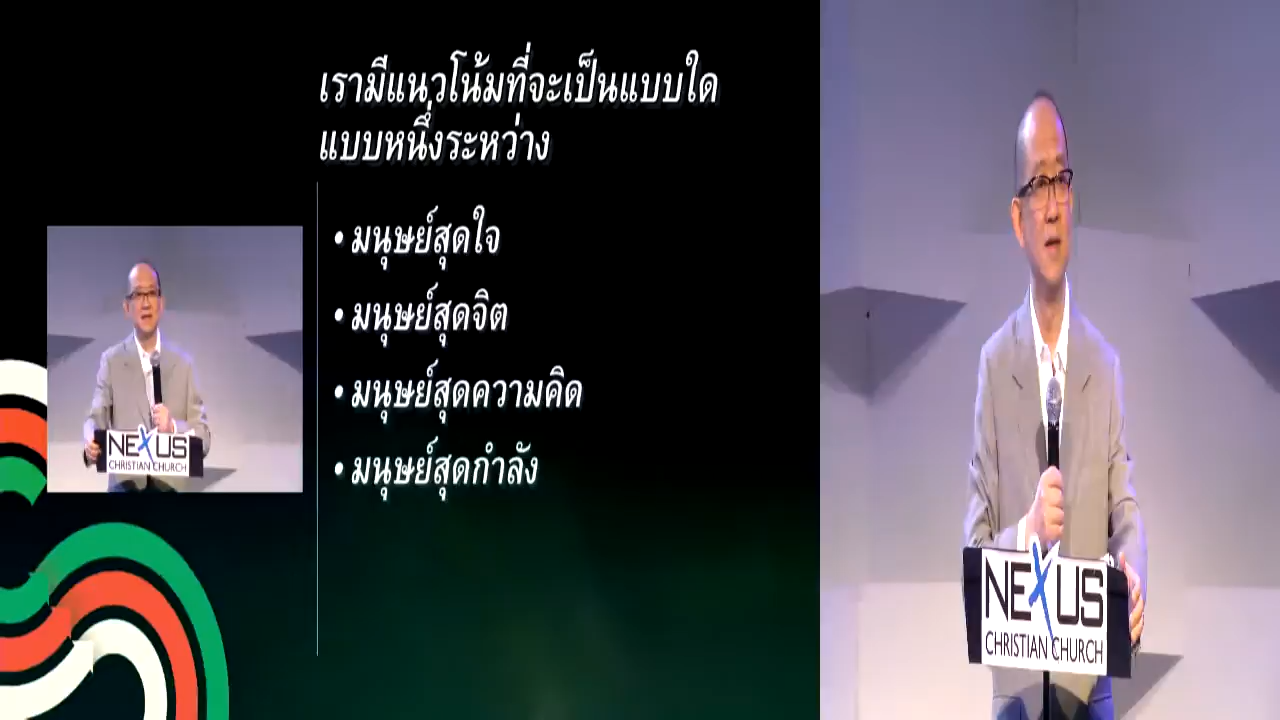 เรามีแนวโน้มที่จะเป็นแบบใด
แบบหนึ่งระหว่าง
• มนุษย์สุดใจ
• มนุษย์สุดจิต
• มนุษย์สุดความคิด
• มนุษย์สุดกำลัง
NEXUS
CHRISTIAN CHURCH
NEXUS
CHRISTIAN CHURCH